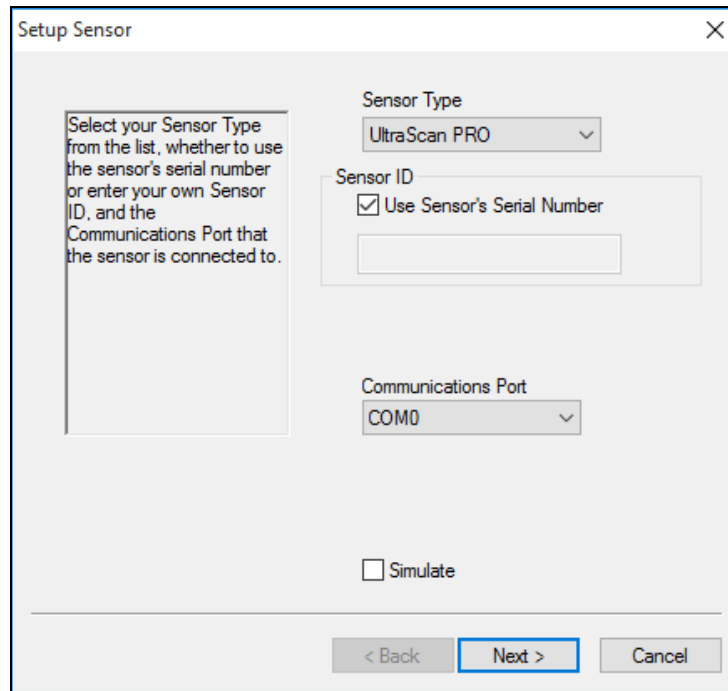 Setup Sensor
Select your Sensor Type
from the list, whether to use
the sensor's serial number
or enter your own Sensor
ID, and the
Communications Port that
the sensor is connected to.
Sensor Type
UltraScan PRO
Sensor ID
Use Sensor's Serial Number
Communications Port
COM0
Simulate
< Back
Next >
Cancel